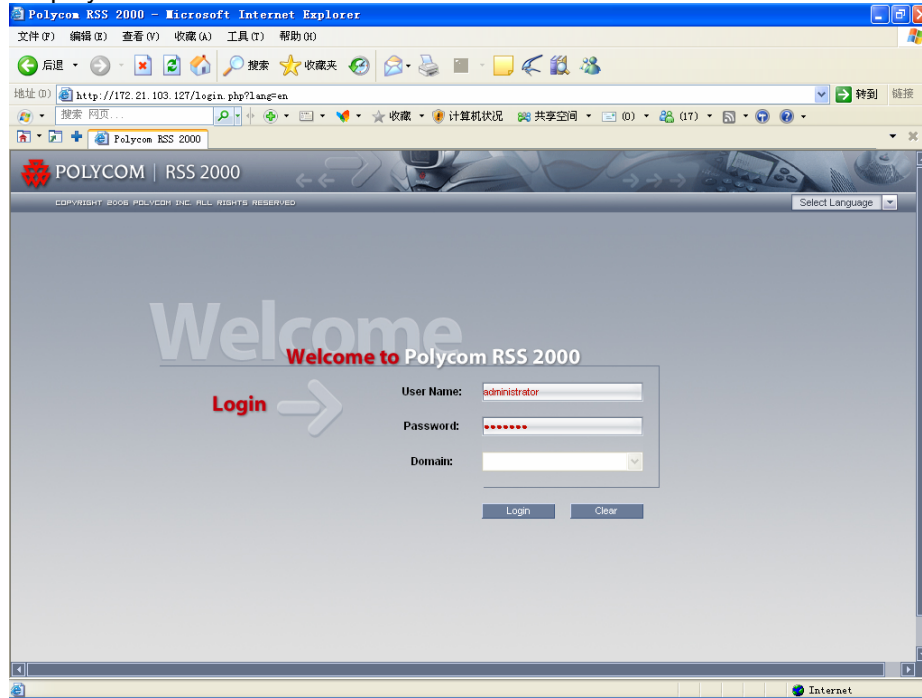 Polycom RSS 2000 - Microsoft Internet Explorer
文件(F) 编辑(E) 查看(V) 收藏(A) 工具(T) 帮助(H)
后退 搜索 收藏夹
地址(D) http://172.21.103.127/login.php?lang=en 转到 链接
搜索 网页... 收藏 计算机状况 共享空间 (0) (17)
Polycom RSS 2000
POLYCOM | RSS 2000
COPYRIGHT 2006 POLYCOM INC. ALL RIGHTS RESERVED Select Language
Welcome
Welcome to Polycom RSS 2000
Login
User Name: administrator
Password: •••••••
Domain:
Login Clear
Internet